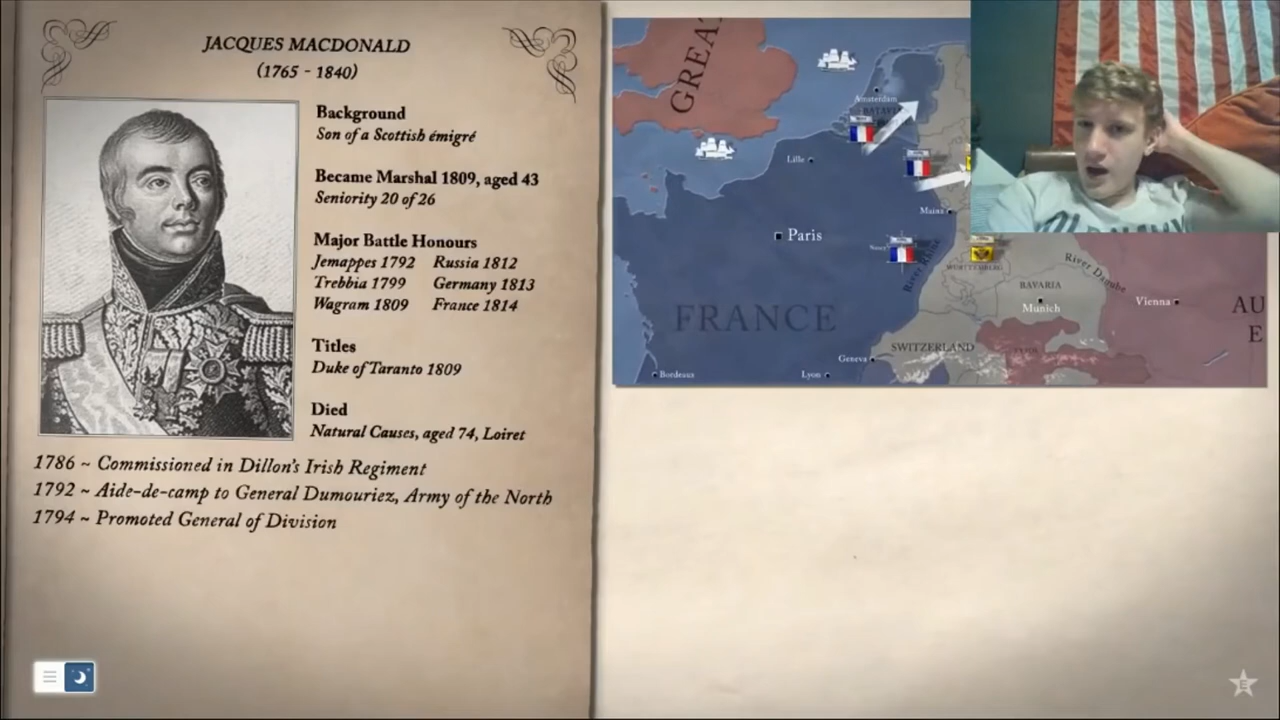 JACQUES MACDONALD
(1765 - 1840)
Background
Son of a Scottish émigré
Became Marshal 1809, aged 43
Seniority 20 of 26
Major Battle Honours
Jemappes 1792 Russia 1812
Trebbia 1799 Germany 1813
Wagram 1809 France 1814
Titles
Duke of Taranto 1809
Died
Natural Causes, aged 74, Loiret
1786 ~ Commissioned in Dillon's Irish Regiment
1792 ~ Aide-de-camp to General Dumouriez, Army of the North
1794 ~ Promoted General of Division
GREA
Amsterdam
Lille
Mainz
Paris
River Rhine
WÜRTTEMBERG
River Danube
BAVARIA
Munich
Vienna
AU
E
FRANCE
SWITZERLAND
Geneva
Bordeaux
Lyon
E